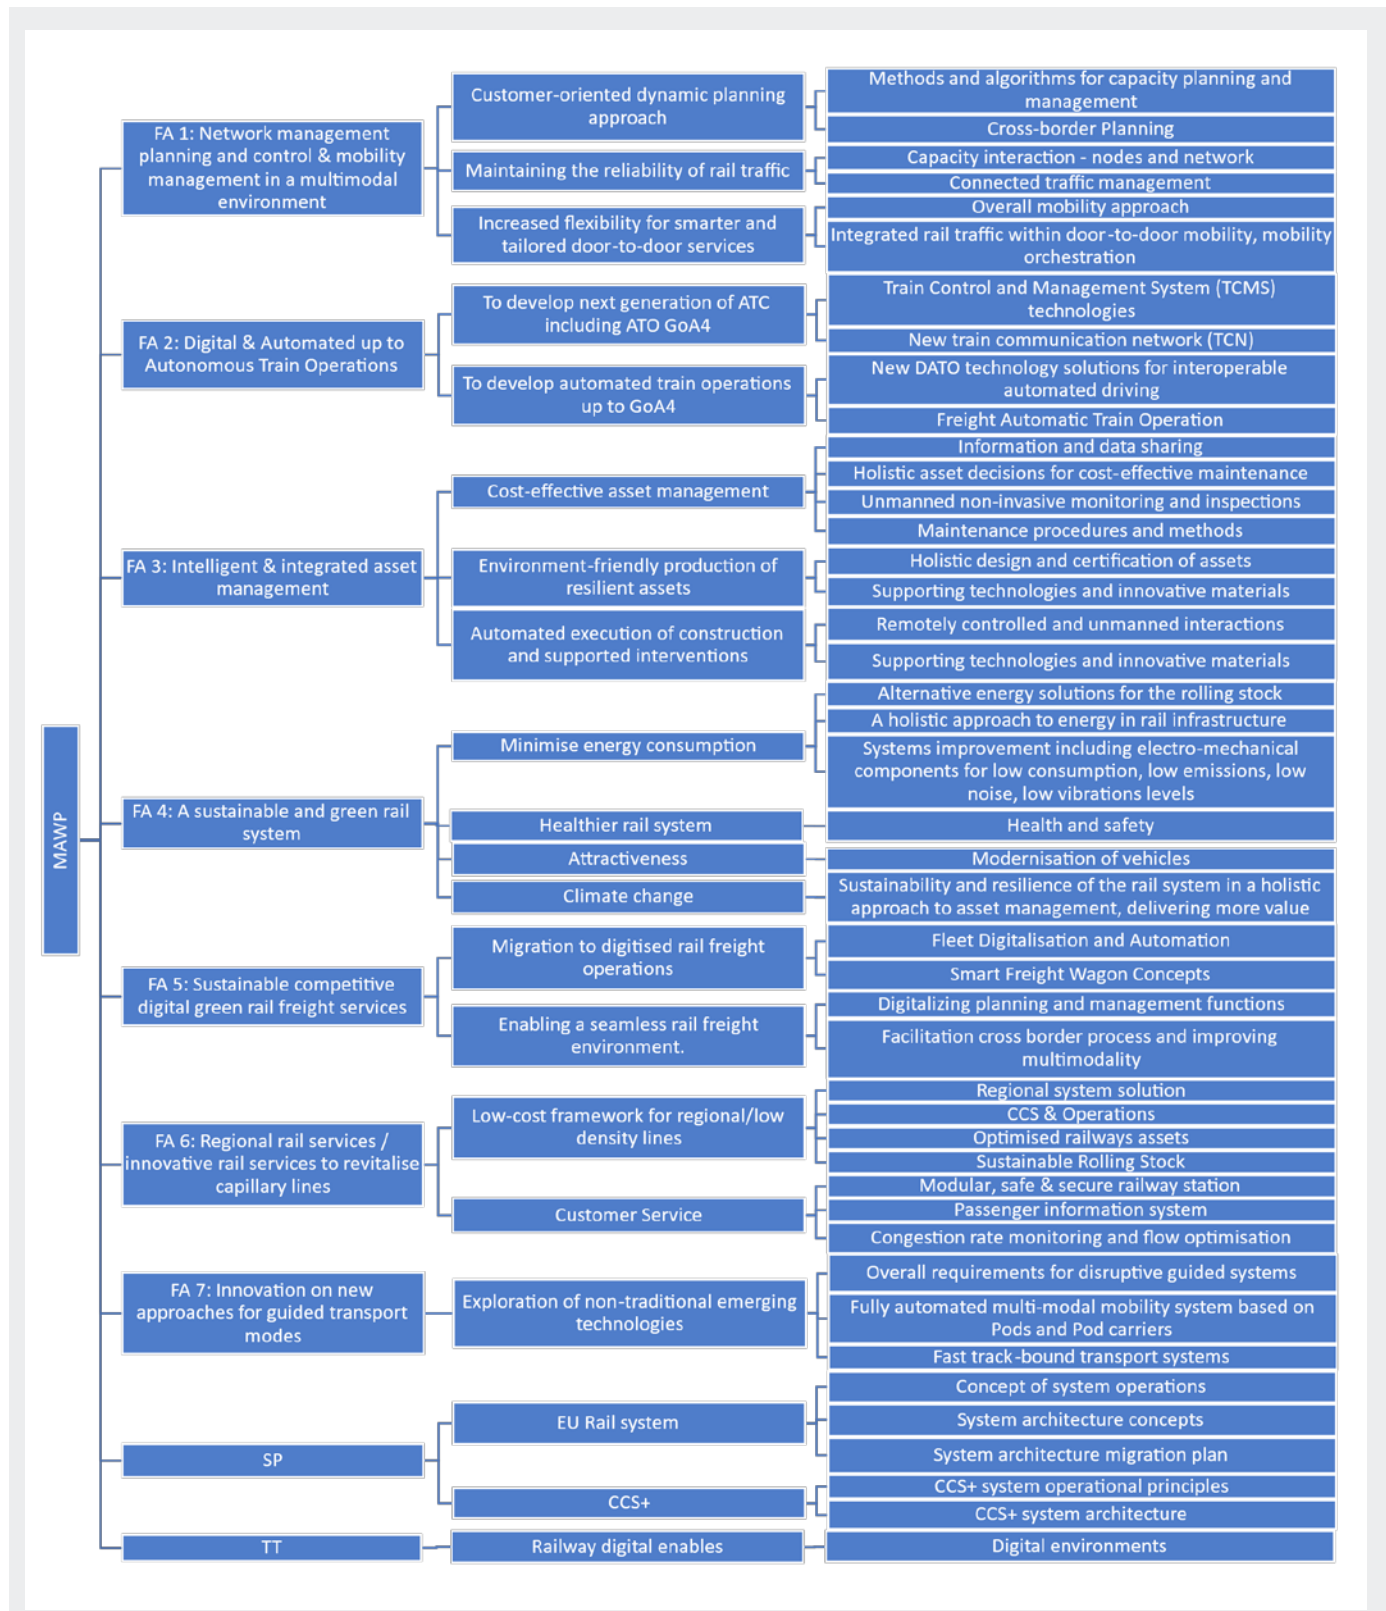 MAWP
FA 1: Network management
planning and control & mobility
management in a multimodal
environment
Customer-oriented dynamic planning
approach
Methods and algorithms for capacity planning and
management
Cross-border Planning
Maintaining the reliability of rail traffic
Capacity interaction - nodes and network
Connected traffic management
Increased flexibility for smarter and
tailored door-to-door services
Overall mobility approach
Integrated rail traffic within door-to-door mobility, mobility
orchestration
FA 2: Digital & Automated up to
Autonomous Train Operations
To develop next generation of ATC
including ATO GoA4
Train Control and Management System (TCMS)
technologies
New train communication network (TCN)
To develop automated train operations
up to GoA4
New DATO technology solutions for interoperable
automated driving
Freight Automatic Train Operation
FA 3: Intelligent & integrated asset
management
Cost-effective asset management
Information and data sharing
Holistic asset decisions for cost-effective maintenance
Unmanned non-invasive monitoring and inspections
Maintenance procedures and methods
Environment-friendly production of
resilient assets
Holistic design and certification of assets
Supporting technologies and innovative materials
Automated execution of construction
and supported interventions
Remotely controlled and unmanned interactions
Supporting technologies and innovative materials
FA 4: A sustainable and green rail
system
Minimise energy consumption
Alternative energy solutions for the rolling stock
A holistic approach to energy in rail infrastructure
Systems improvement including electro-mechanical
components for low consumption, low emissions, low
noise, low vibrations levels
Healthier rail system
Health and safety
Attractiveness
Modernisation of vehicles
Climate change
Sustainability and resilience of the rail system in a holistic
approach to asset management, delivering more value
FA 5: Sustainable competitive
digital green rail freight services
Migration to digitised rail freight
operations
Fleet Digitalisation and Automation
Smart Freight Wagon Concepts
Enabling a seamless rail freight
environment.
Digitalizing planning and management functions
Facilitation cross border process and improving
multimodality
FA 6: Regional rail services /
innovative rail services to revitalise
capillary lines
Low-cost framework for regional/low
density lines
Regional system solution
CCS & Operations
Optimised railways assets
Sustainable Rolling Stock
Customer Service
Modular, safe & secure railway station
Passenger information system
Congestion rate monitoring and flow optimisation
FA 7: Innovation on new
approaches for guided transport
modes
Exploration of non-traditional emerging
technologies
Overall requirements for disruptive guided systems
Fully automated multi-modal mobility system based on
Pods and Pod carriers
Fast track-bound transport systems
SP
EU Rail system
Concept of system operations
System architecture concepts
System architecture migration plan
CCS+
CCS+ system operational principles
CCS+ system architecture
TT
Railway digital enables
Digital environments